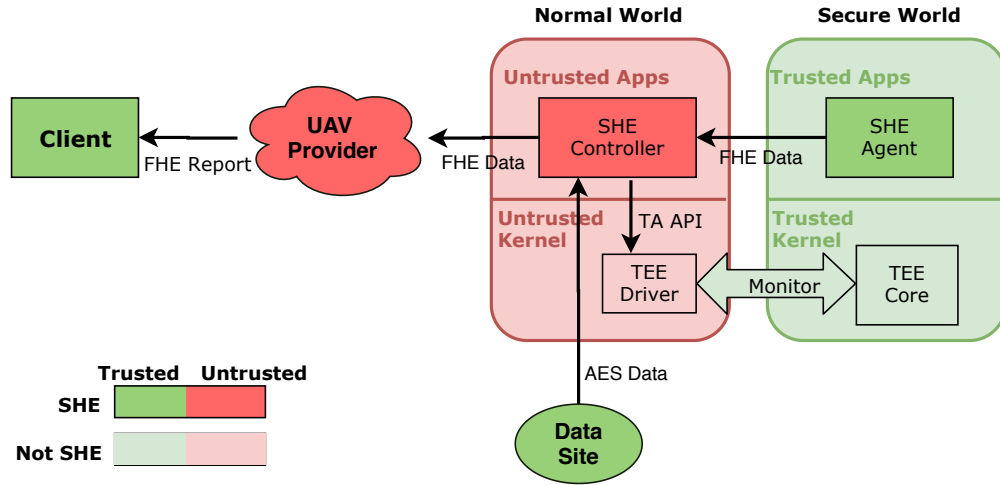 Normal World
Secure World
Untrusted Apps
Trusted Apps
Client
UAV
Provider
SHE
Controller
SHE
Agent
FHE Report
FHE Data
FHE Data
Untrusted
Kernel
TA API
Trusted
Kernel
TEE
Driver
Monitor
TEE
Core
AES Data
Trusted Untrusted
SHE
Not SHE
Data
Site